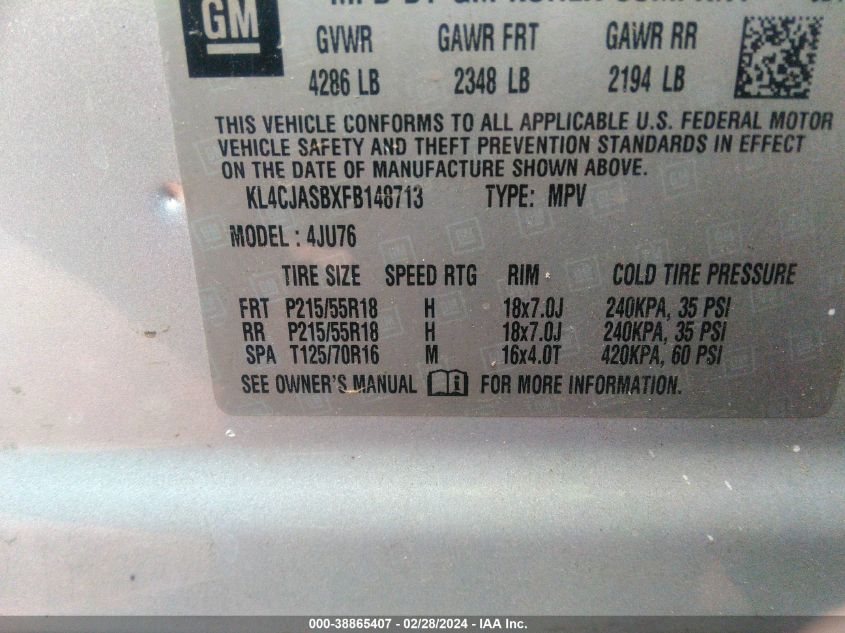 GM
GVWR GAWR FRT GAWR RR
4286 LB 2348 LB 2194 LB
THIS VEHICLE CONFORMS TO ALL APPLICABLE U.S. FEDERAL MOTOR
VEHICLE SAFETY AND THEFT PREVENTION STANDARDS IN EFFECT
ON THE DATE OF MANUFACTURE SHOWN ABOVE.
KL4CJASBXFB148713 TYPE: MPV
MODEL : 4JU76
TIRE SIZE SPEED RTG RIM COLD TIRE PRESSURE
FRT P215/55R18 H 18x7.0J 240KPA, 35 PSI
RR P215/55R18 H 18x7.0J 240KPA, 35 PSI
SPA T125/70R16 M 16x4.0T 420KPA, 60 PSI
SEE OWNER'S MANUAL FOR MORE INFORMATION.
000-38865407 - 02/28/2024 - IAA Inc.